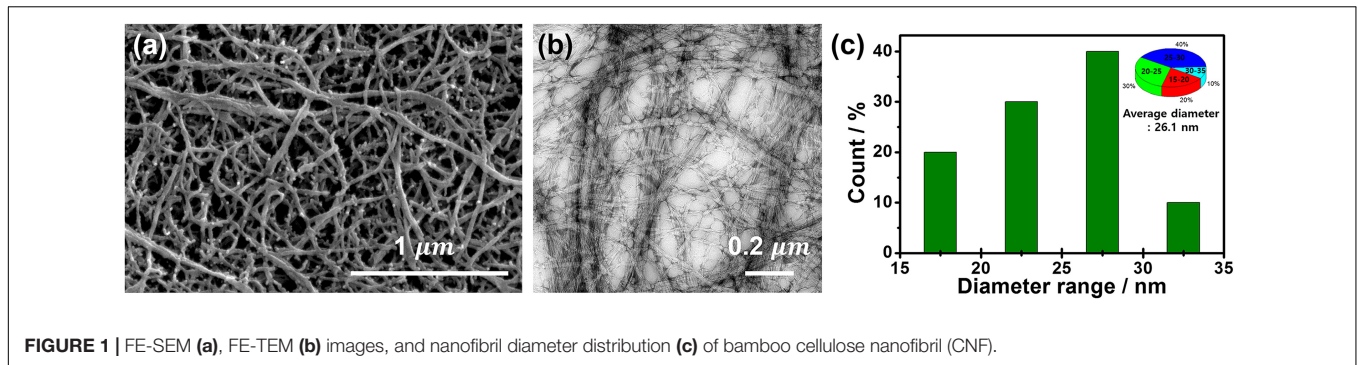 (a)
1 μm
(b)
0.2 μm
(c)
Count / %
40
30
20
10
0
15
20
25
30
35
Diameter range / nm
40%
25-30
20-25
30-35
15-20
30%
10%
20%
Average diameter
: 26.1 nm
FIGURE 1 | FE-SEM (a), FE-TEM (b) images, and nanofibril diameter distribution (c) of bamboo cellulose nanofibril (CNF).